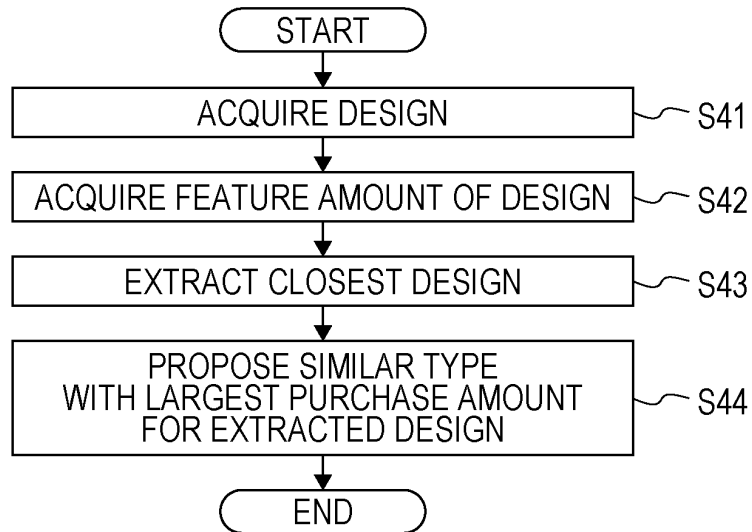 START
ACQUIRE DESIGN
S41
ACQUIRE FEATURE AMOUNT OF DESIGN
S42
EXTRACT CLOSEST DESIGN
S43
PROPOSE SIMILAR TYPE
WITH LARGEST PURCHASE AMOUNT
FOR EXTRACTED DESIGN
S44
END